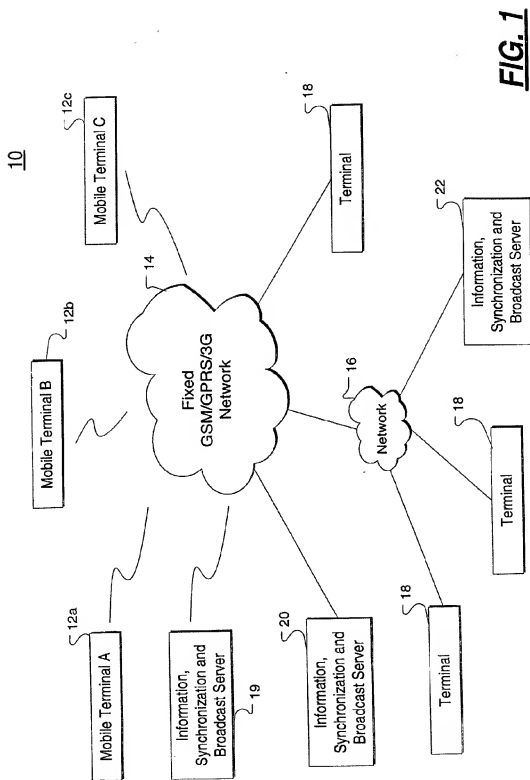 10
12a
Mobile Terminal A
12b
Mobile Terminal B
12c
Mobile Terminal C
14
Fixed
GSM/GPRS/3G
Network
Information,
Synchronization and
Broadcast Server
19
20
Information,
Synchronization and
Broadcast Server
16
Network
18
Terminal
18
Terminal
18
Terminal
22
Information,
Synchronization and
Broadcast Server
FIG. 1